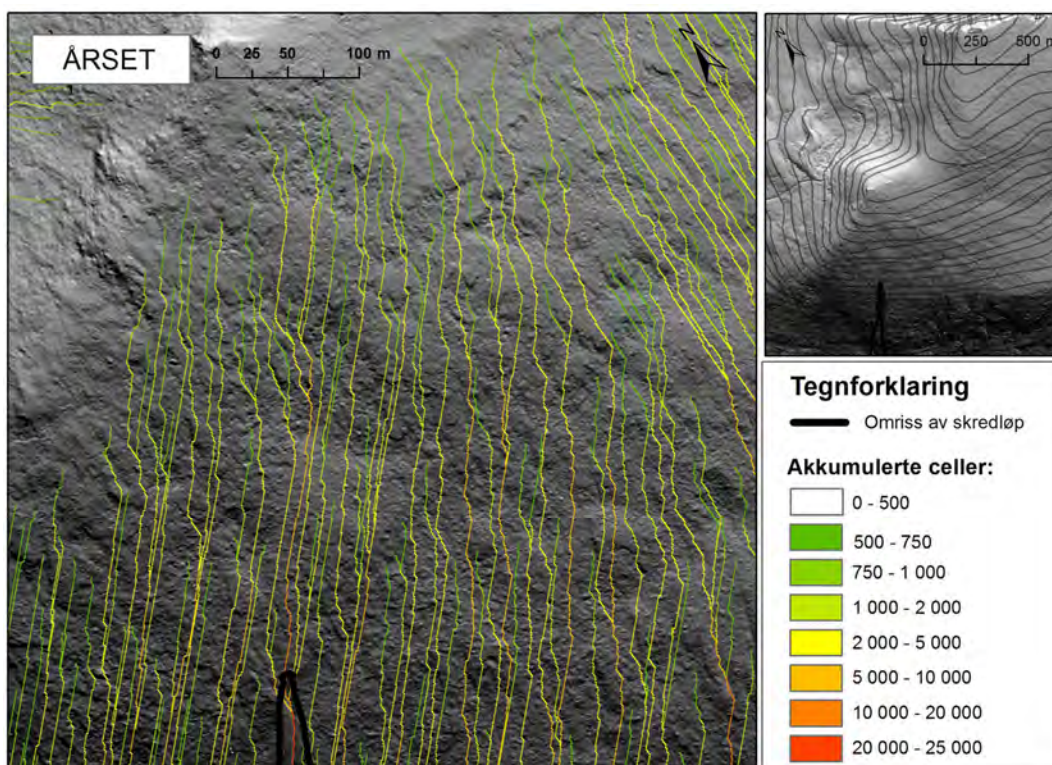 ÅRSET
0 25 50 100 m
N
N
0 250 500 m
Tegnforklaring
Omriss av skredløp
Akkumulerte celler:
0 - 500
500 - 750
750 - 1 000
1 000 - 2 000
2 000 - 5 000
5 000 - 10 000
10 000 - 20 000
20 000 - 25 000